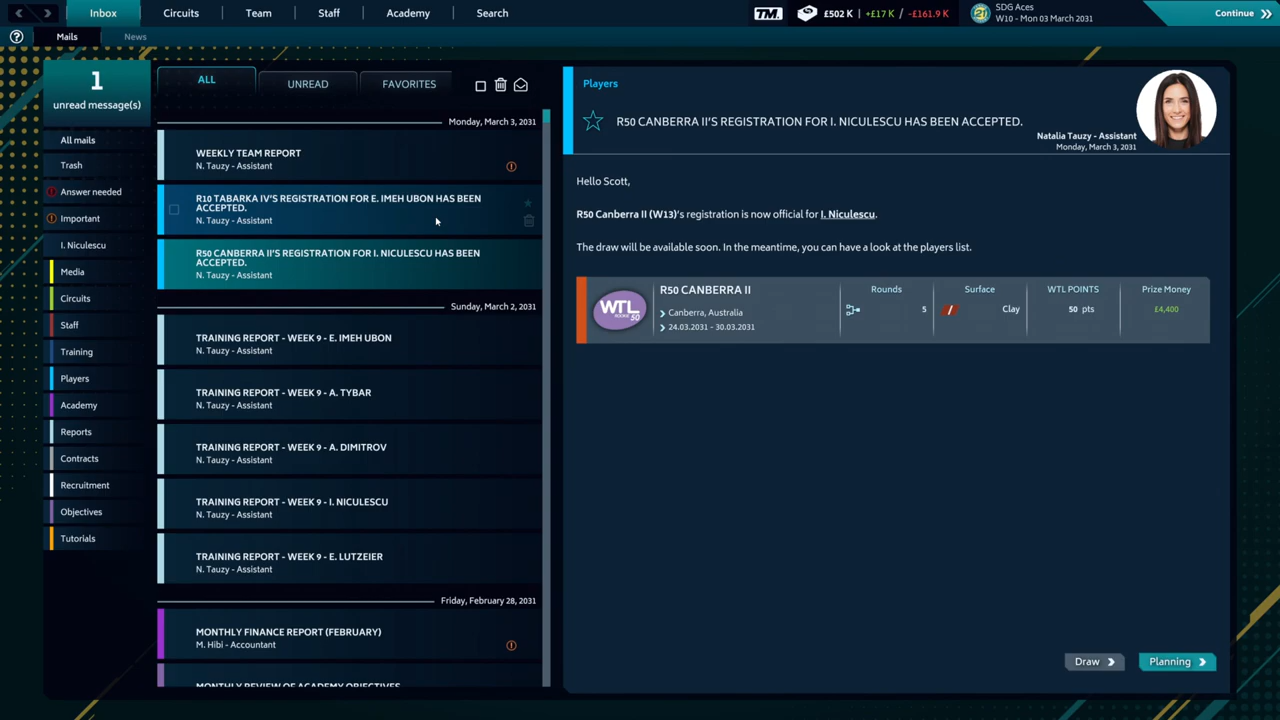 Inbox
Circuits
Team
Staff
Academy
Search
TM.
£502 K
+£17 K / -£161.9K
21
SDG Aces
W10 - Mon 03 March 2031
Continue
?
Mails
News
1
unread message(s)
All mails
Trash
Answer needed
Important
I. Niculescu
Media
Circuits
Staff
Training
Players
Academy
Reports
Contracts
Recruitment
Objectives
Tutorials
ALL
UNREAD
FAVORITES
Monday, March 3, 2031
WEEKLY TEAM REPORT
N. Tauzy - Assistant
R10 TABARKA IV'S REGISTRATION FOR E. IMEH UBON HAS BEEN
ACCEPTED.
N. Tauzy - Assistant
R50 CANBERRA II'S REGISTRATION FOR I. NICULESCU HAS BEEN
ACCEPTED.
N. Tauzy - Assistant
Sunday, March 2, 2031
TRAINING REPORT - WEEK 9 - E. IMEH UBON
N. Tauzy - Assistant
TRAINING REPORT - WEEK 9 - A. TYBAR
N. Tauzy - Assistant
TRAINING REPORT - WEEK 9 - A. DIMITROV
N. Tauzy - Assistant
TRAINING REPORT - WEEK 9 - I. NICULESCU
N. Tauzy - Assistant
TRAINING REPORT - WEEK 9 - E. LUTZEIER
N. Tauzy - Assistant
Friday, February 28, 2031
MONTHLY FINANCE REPORT (FEBRUARY)
M. Hibi - Accountant
MONTHLY REVIEW OF ACADEMY OBJECTIVES
Players
R50 CANBERRA II'S REGISTRATION FOR I. NICULESCU HAS BEEN ACCEPTED.
Natalia Tauzy - Assistant
Monday, March 3, 2031
Hello Scott,
R50 Canberra II (W13)'s registration is now official for I. Niculescu.
The draw will be available soon. In the meantime, you can have a look at the players list.
WTL
50
R50 CANBERRA II
Canberra, Australia
24.03.2031 - 30.03.2031
Rounds
5
Surface
Clay
WTL POINTS
50 pts
Prize Money
£4,400
Draw
Planning